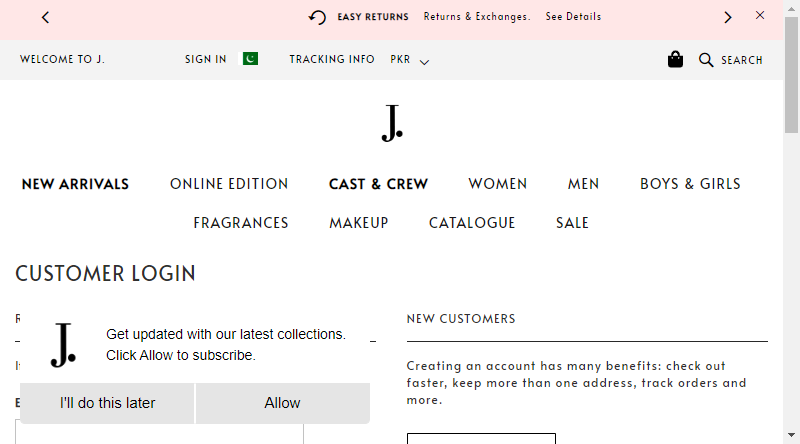 EASY RETURNS Returns & Exchanges. See Details
WELCOME TO J. SIGN IN TRACKING INFO PKR SEARCH
J.
NEW ARRIVALS ONLINE EDITION CAST & CREW WOMEN MEN BOYS & GIRLS
FRAGRANCES MAKEUP CATALOGUE SALE
CUSTOMER LOGIN
J.
Get updated with our latest collections.
Click Allow to subscribe.
I'll do this later Allow
NEW CUSTOMERS
Creating an account has many benefits: check out
faster, keep more than one address, track orders and
more.